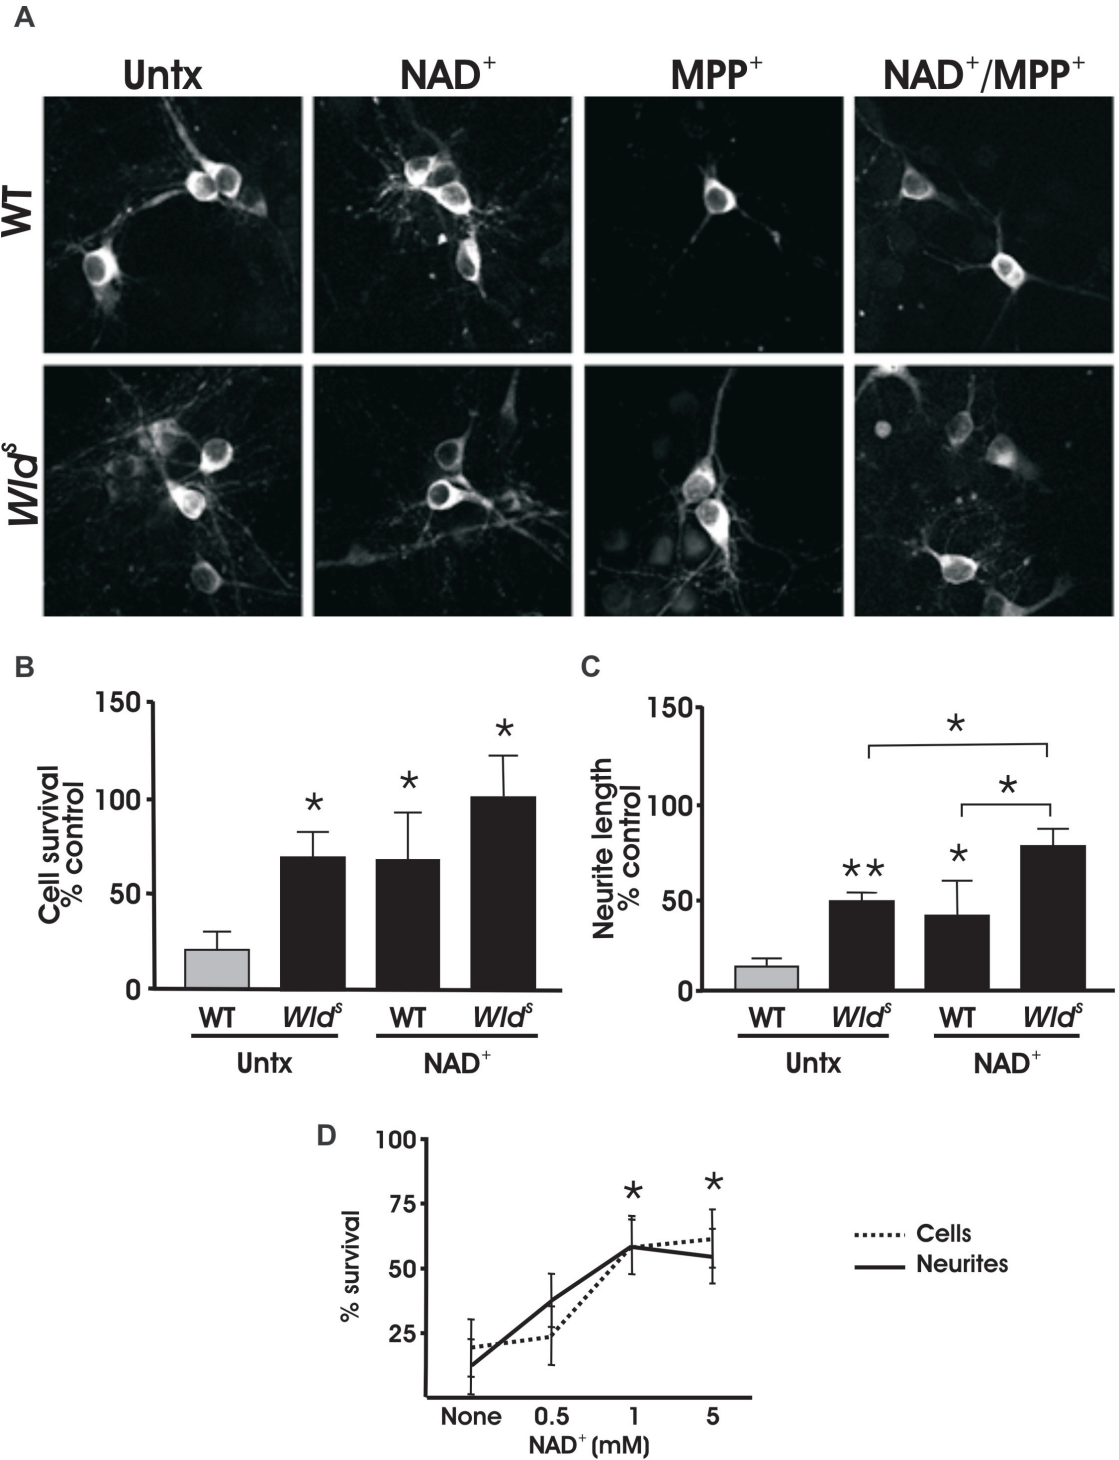 A
Untx NAD⁺ MPP⁺ NAD⁺/MPP⁺
WT
Wldˢ
B
150
100
50
0
Cell survival
% control
* * *
WT Wldˢ WT Wldˢ
Untx NAD⁺
C
150
100
50
0
Neurite length
% control
*
*
** *
WT Wldˢ WT Wldˢ
Untx NAD⁺
D
100
75
50
25
% survival
* *
None 0.5 1 5
NAD⁺ (mM)
Cells
Neurites